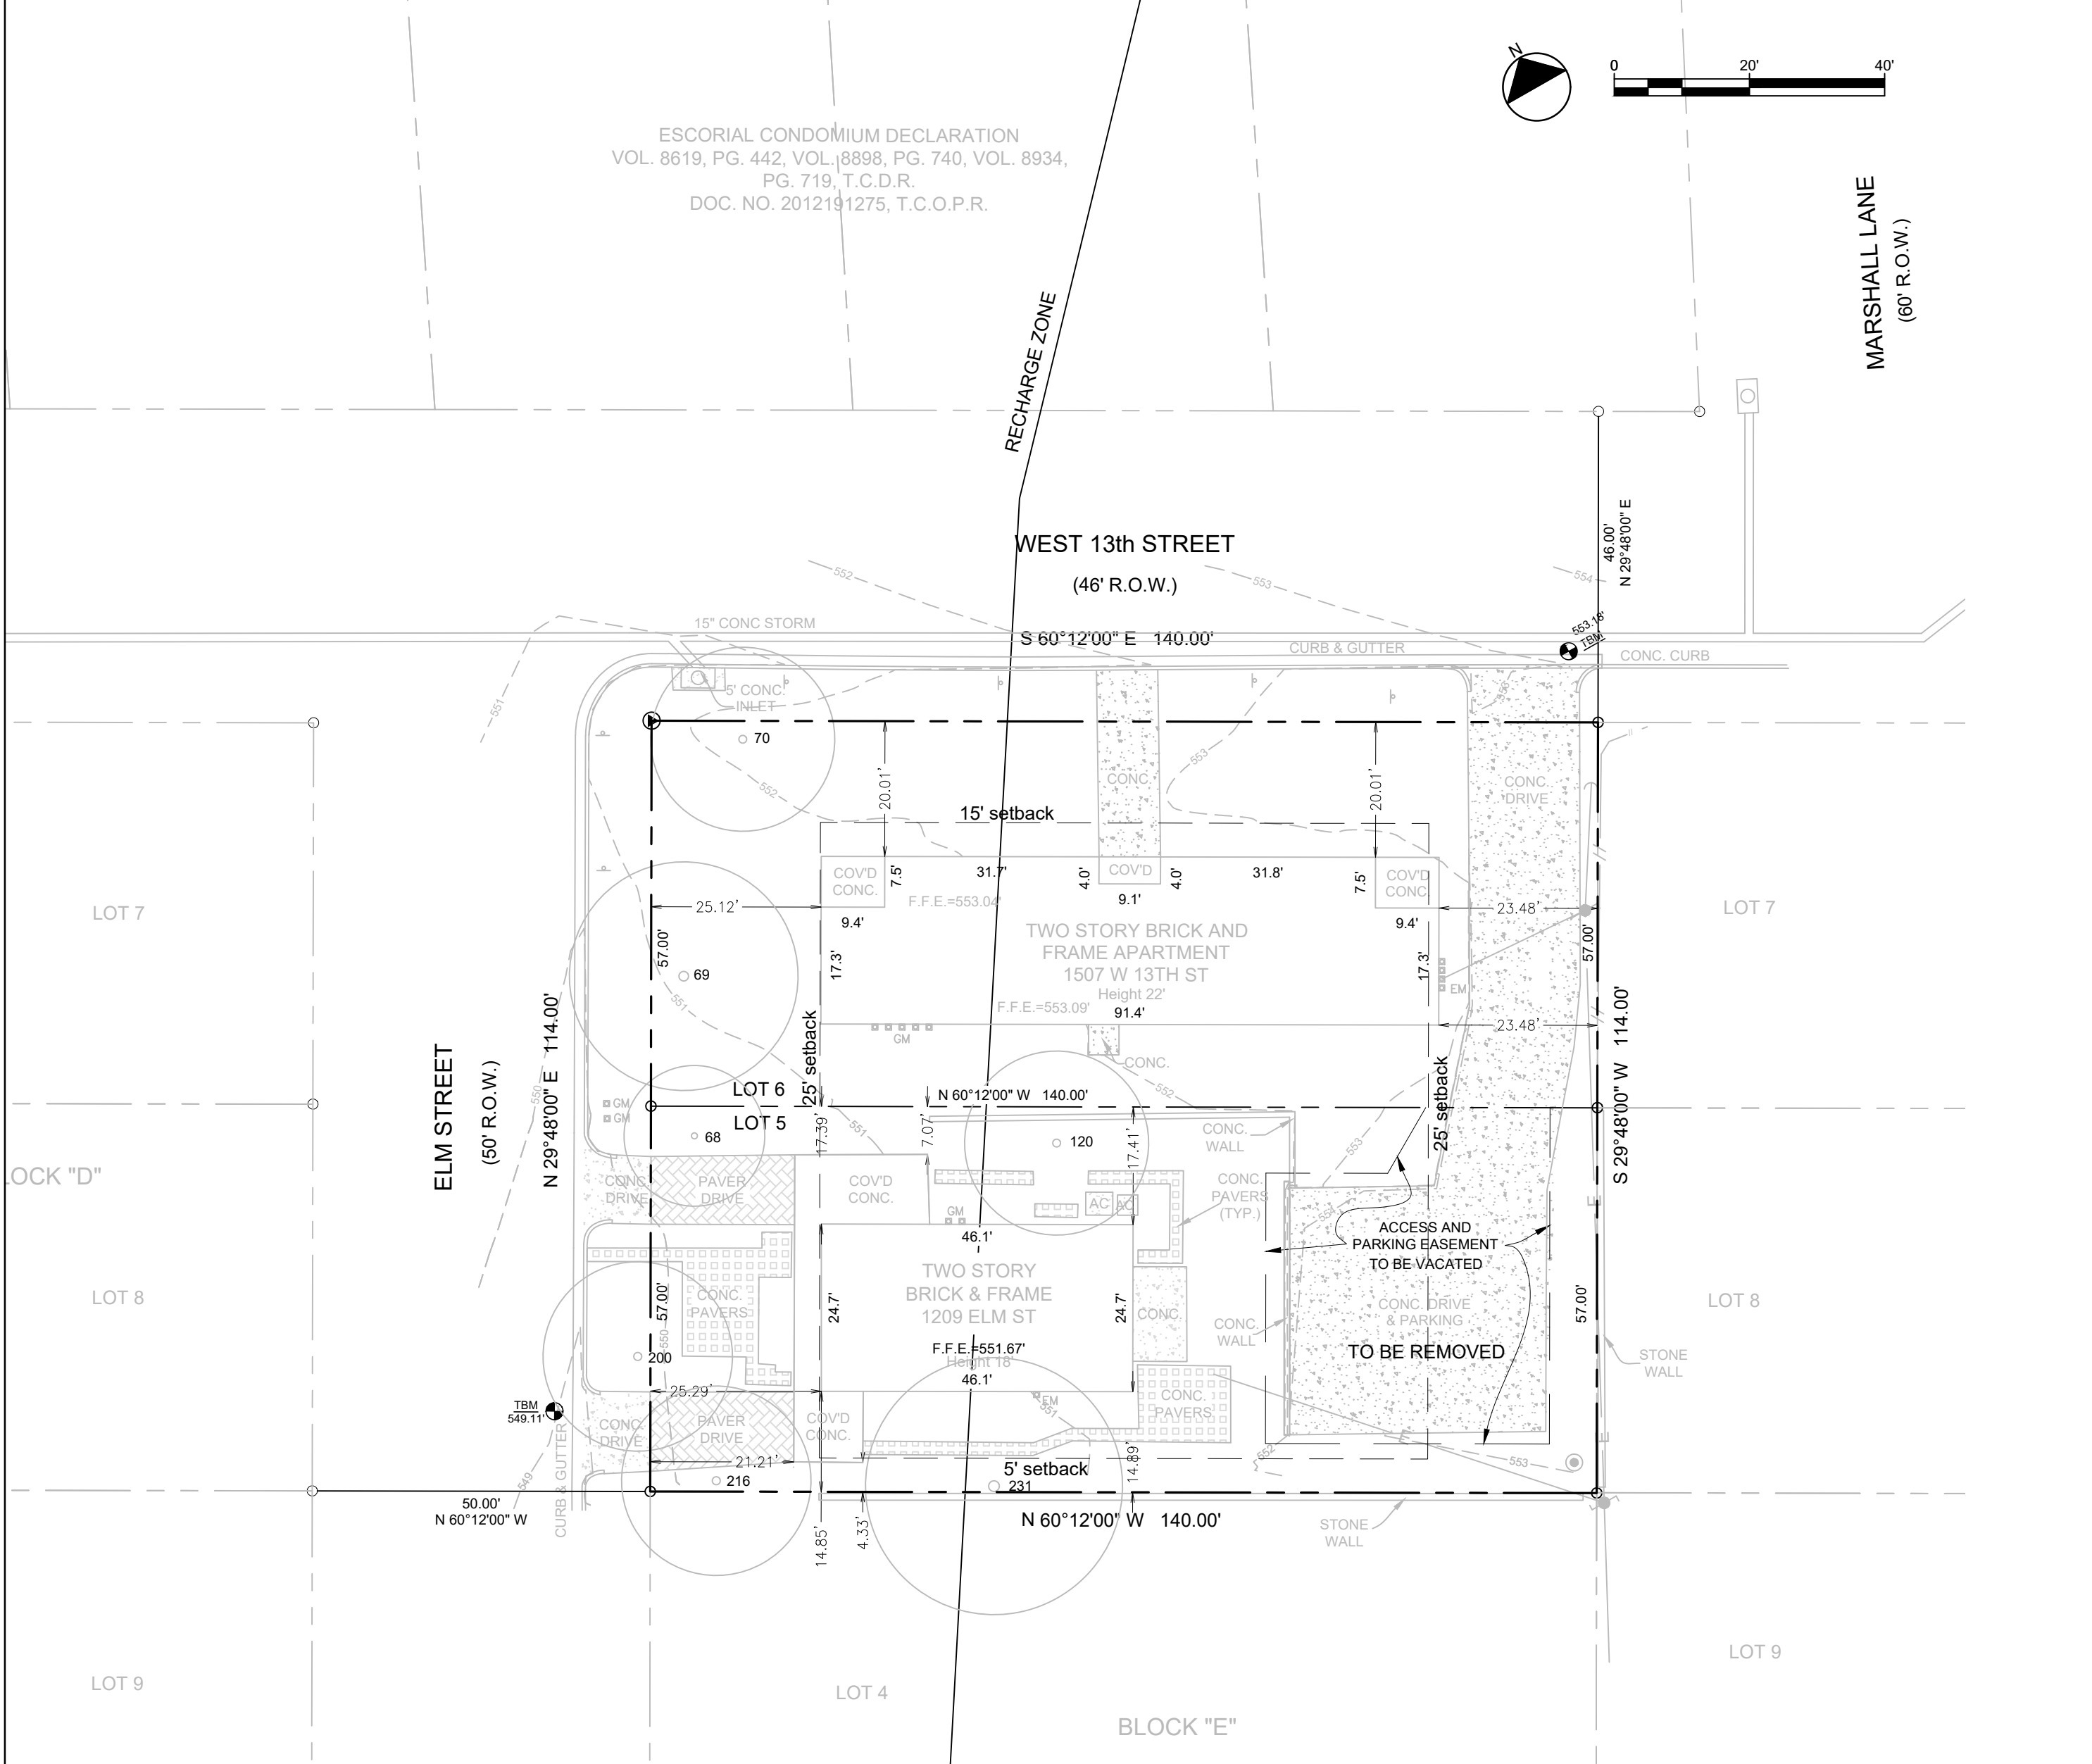 N
0
20'
40'
ESCORIAL CONDOMIUM DECLARATION
VOL. 8619, PG. 442, VOL. 8898, PG. 740, VOL. 8934,
PG. 719, T.C.D.R.
DOC. NO. 2012191275, T.C.O.P.R.
MARSHALL LANE
(60' R.O.W.)
RECHARGE ZONE
WEST 13th STREET
(46' R.O.W.)
46.00'
N 29°48'00" E
552
553
554
551
15" CONC STORM
S 60°12'00" E 140.00'
CURB & GUTTER
553.18'
TBM
CONC. CURB
5' CONC.
INLET
553
70
552
20.01'
CONC.
553
20.01'
CONC.
DRIVE
15' setback
COV'D
CONC.
7.5'
31.7'
4.0'
COV'D
4.0'
31.8'
7.5'
COV'D
CONC.
F.F.E.=553.04'
9.1'
25.12'
9.4'
9.4'
23.48'
LOT 7
LOT 7
57.00'
57.00'
TWO STORY BRICK AND
FRAME APARTMENT
1507 W 13TH ST
Height 22'
F.F.E.=553.09'
91.4'
17.3'
17.3'
69
EM
551
GM
23.48'
CONC.
552
25' setback
25' setback
ELM STREET
(50' R.O.W.)
N 29°48'00" E 114.00'
S 29°48'00" W 114.00'
550
GM
GM
LOT 6
LOT 5
N 60°12'00" W 140.00'
68
17.39'
551
7.07'
120
17.41'
CONC.
WALL
553
LOCK "D"
CONC.
DRIVE
PAVER
DRIVE
COV'D
CONC.
AC
AC
CONC.
PAVERS
(TYP.)
GM
46.1'
ACCESS AND
PARKING EASEMENT
TO BE VACATED
E
TWO STORY
BRICK & FRAME
1209 ELM ST
F.F.E.=551.67'
Height 18'
46.1'
24.7'
24.7'
57.00'
57.00'
CONC.
PAVERS
CONC.
CONC.
WALL
CONC. DRIVE
& PARKING
TO BE REMOVED
LOT 8
LOT 8
550
200
STONE
WALL
25.29'
TBM
549.11'
CONC.
DRIVE
PAVER
DRIVE
COV'D
CONC.
EM
551
CONC.
PAVERS
E
E
552
553
21.21'
14.89'
5' setback
216
231
549
CURB & GUTTER
50.00'
N 60°12'00" W
14.85'
4.33'
N 60°12'00" W 140.00'
STONE
WALL
LOT 9
LOT 4
LOT 9
BLOCK "E"